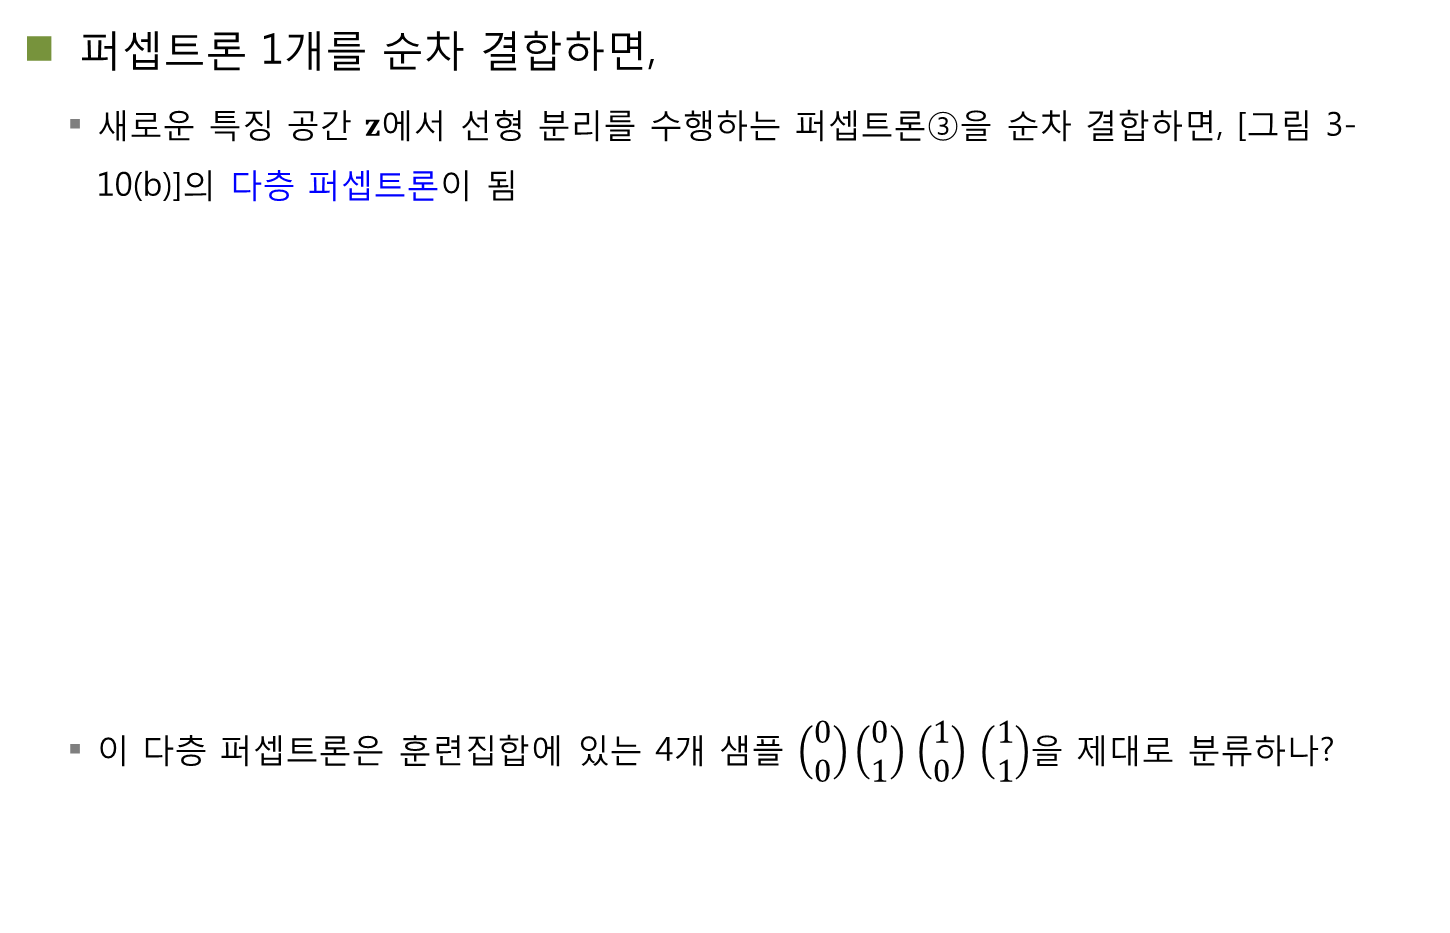 퍼셉트론 1개를 순차 결합하면,
새로운 특징 공간 z에서 선형 분리를 수행하는 퍼셉트론③을 순차 결합하면, [그림 3-
10(b)]의 다층 퍼셉트론이 됨
이 다층 퍼셉트론은 훈련집합에 있는 4개 샘플 (0 0) (0 1) (1 0) (1 1)을 제대로 분류하나?